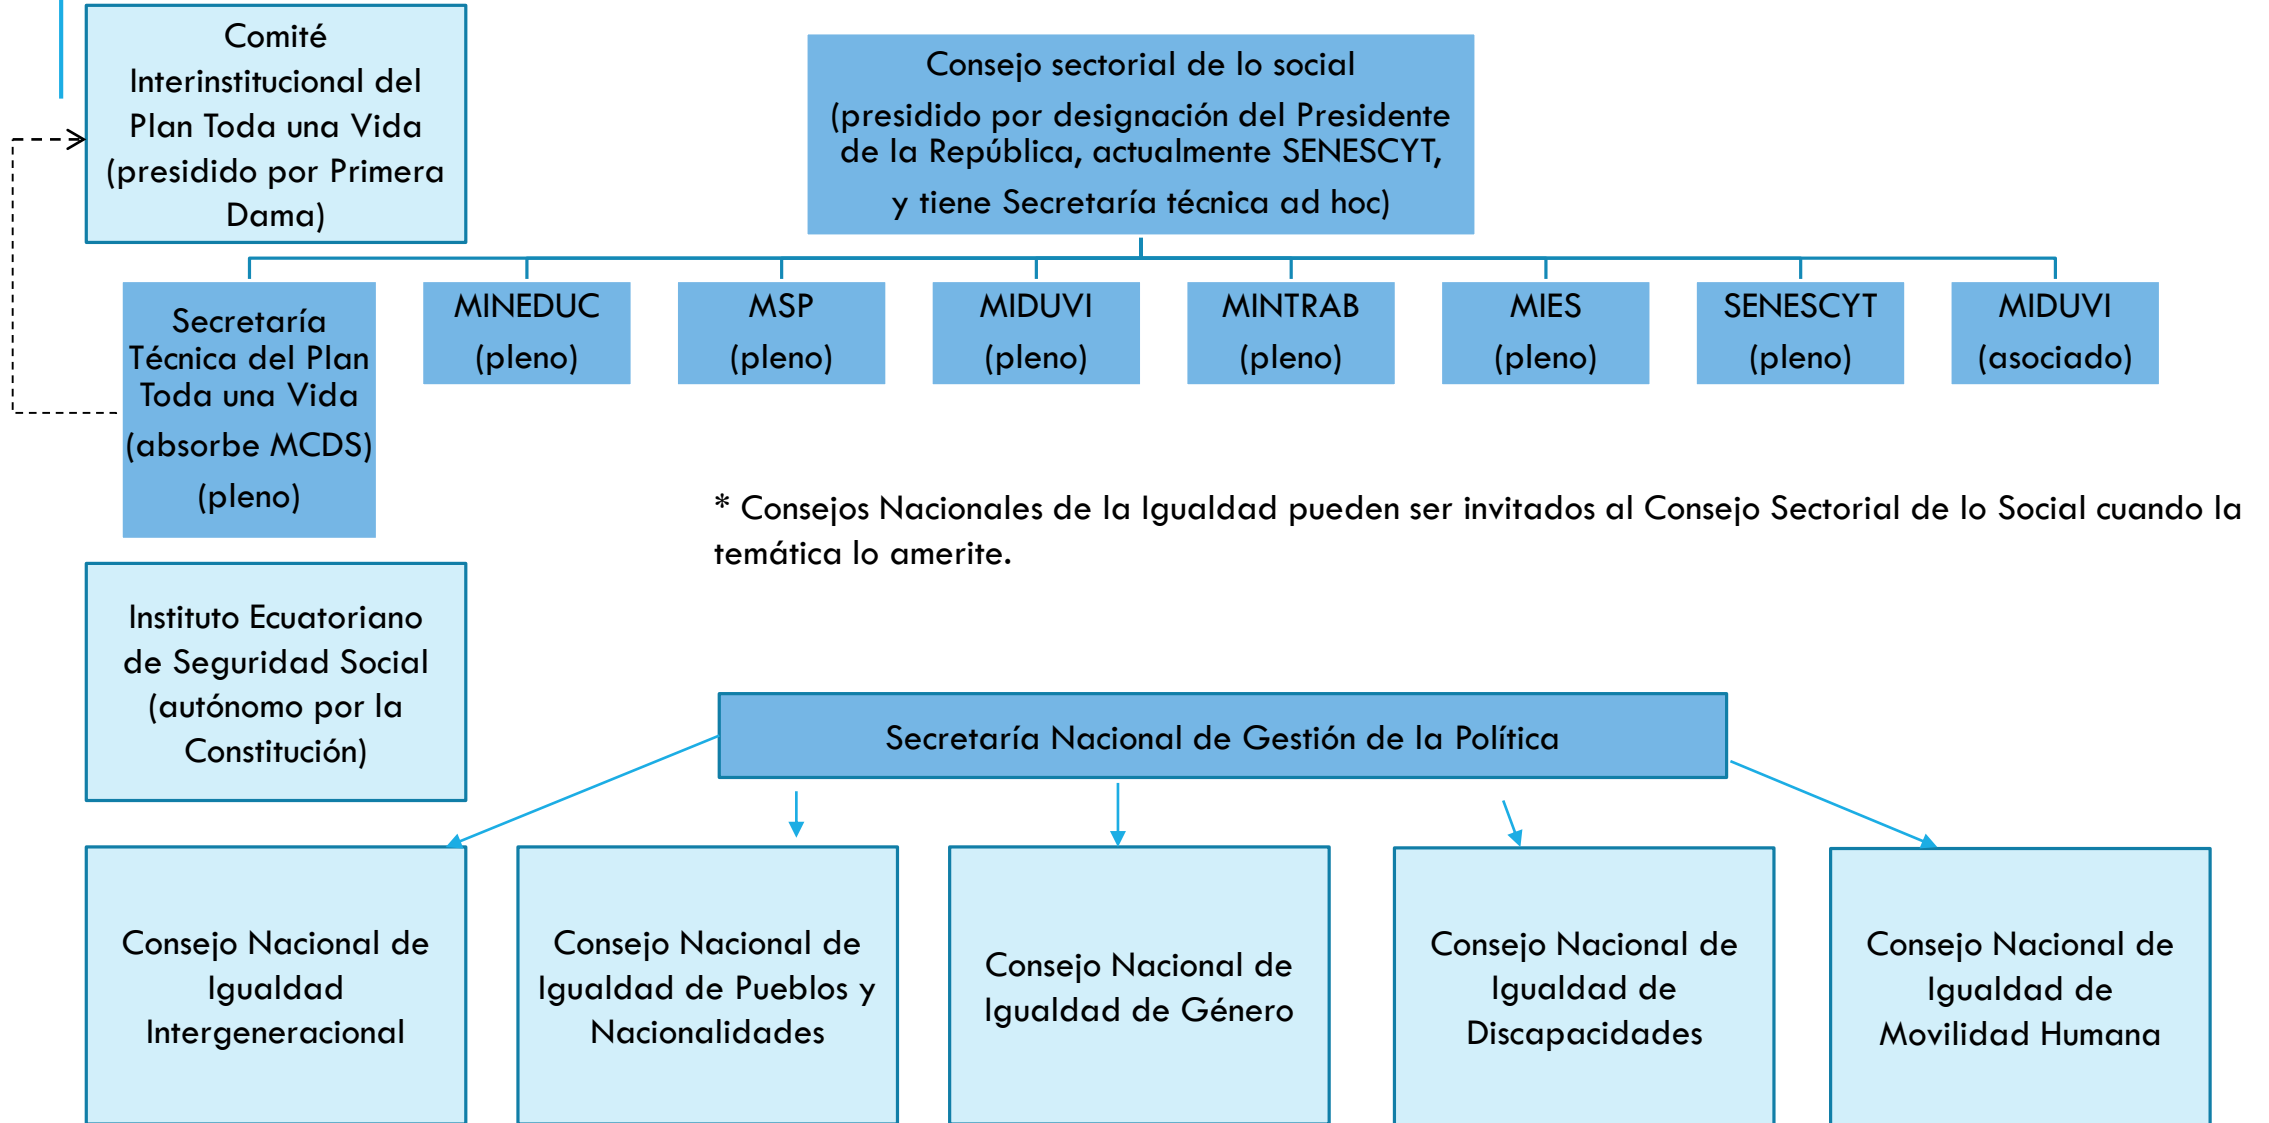 Comité
Interinstitucional del
Plan Toda una Vida
(presidido por Primera
Dama)
Consejo sectorial de lo social
(presidido por designación del Presidente
de la República, actualmente SENESCYT,
y tiene Secretaría técnica ad hoc)
Secretaría
Técnica del Plan
Toda una Vida
(absorbe MCDS)
(pleno)
MINEDUC
(pleno)
MSP
(pleno)
MIDUVI
(pleno)
MINTRAB
(pleno)
MIES
(pleno)
SENESCYT
(pleno)
MIDUVI
(asociado)
* Consejos Nacionales de la Igualdad pueden ser invitados al Consejo Sectorial de lo Social cuando la
temática lo amerite.
Instituto Ecuatoriano
de Seguridad Social
(autónomo por la
Constitución)
Secretaría Nacional de Gestión de la Política
Consejo Nacional de
Igualdad
Intergeneracional
Consejo Nacional de
Igualdad de Pueblos y
Nacionalidades
Consejo Nacional de
Igualdad de Género
Consejo Nacional de
Igualdad de
Discapacidades
Consejo Nacional de
Igualdad de
Movilidad Humana